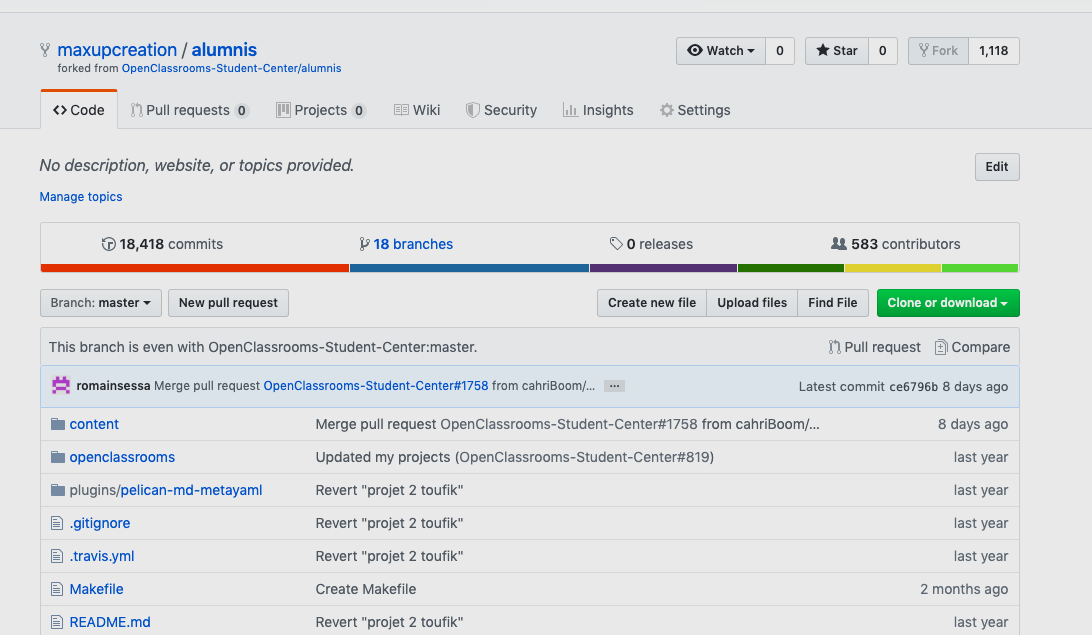 maxupcreation / alumnis
Watch 0 Star 0 Fork 1,118
forked from OpenClassrooms-Student-Center/alumnis
Code Pull requests 0 Projects 0 Wiki Security Insights Settings
No description, website, or topics provided.
Edit
Manage topics
18,418 commits 18 branches 0 releases 583 contributors
Branch: master New pull request Create new file Upload files Find File Clone or download
This branch is even with OpenClassrooms-Student-Center:master. Pull request Compare
romainsessa Merge pull request OpenClassrooms-Student-Center#1758 from cahriBoom/... ... Latest commit ce6796b 8 days ago
content Merge pull request OpenClassrooms-Student-Center#1758 from cahriBoom/... 8 days ago
openclassrooms Updated my projects (OpenClassrooms-Student-Center#819) last year
plugins/pelican-md-metayaml Revert "projet 2 toufik" last year
.gitignore Revert "projet 2 toufik" last year
.travis.yml Revert "projet 2 toufik" last year
Makefile Create Makefile 2 months ago
README.md Revert "projet 2 toufik" last year